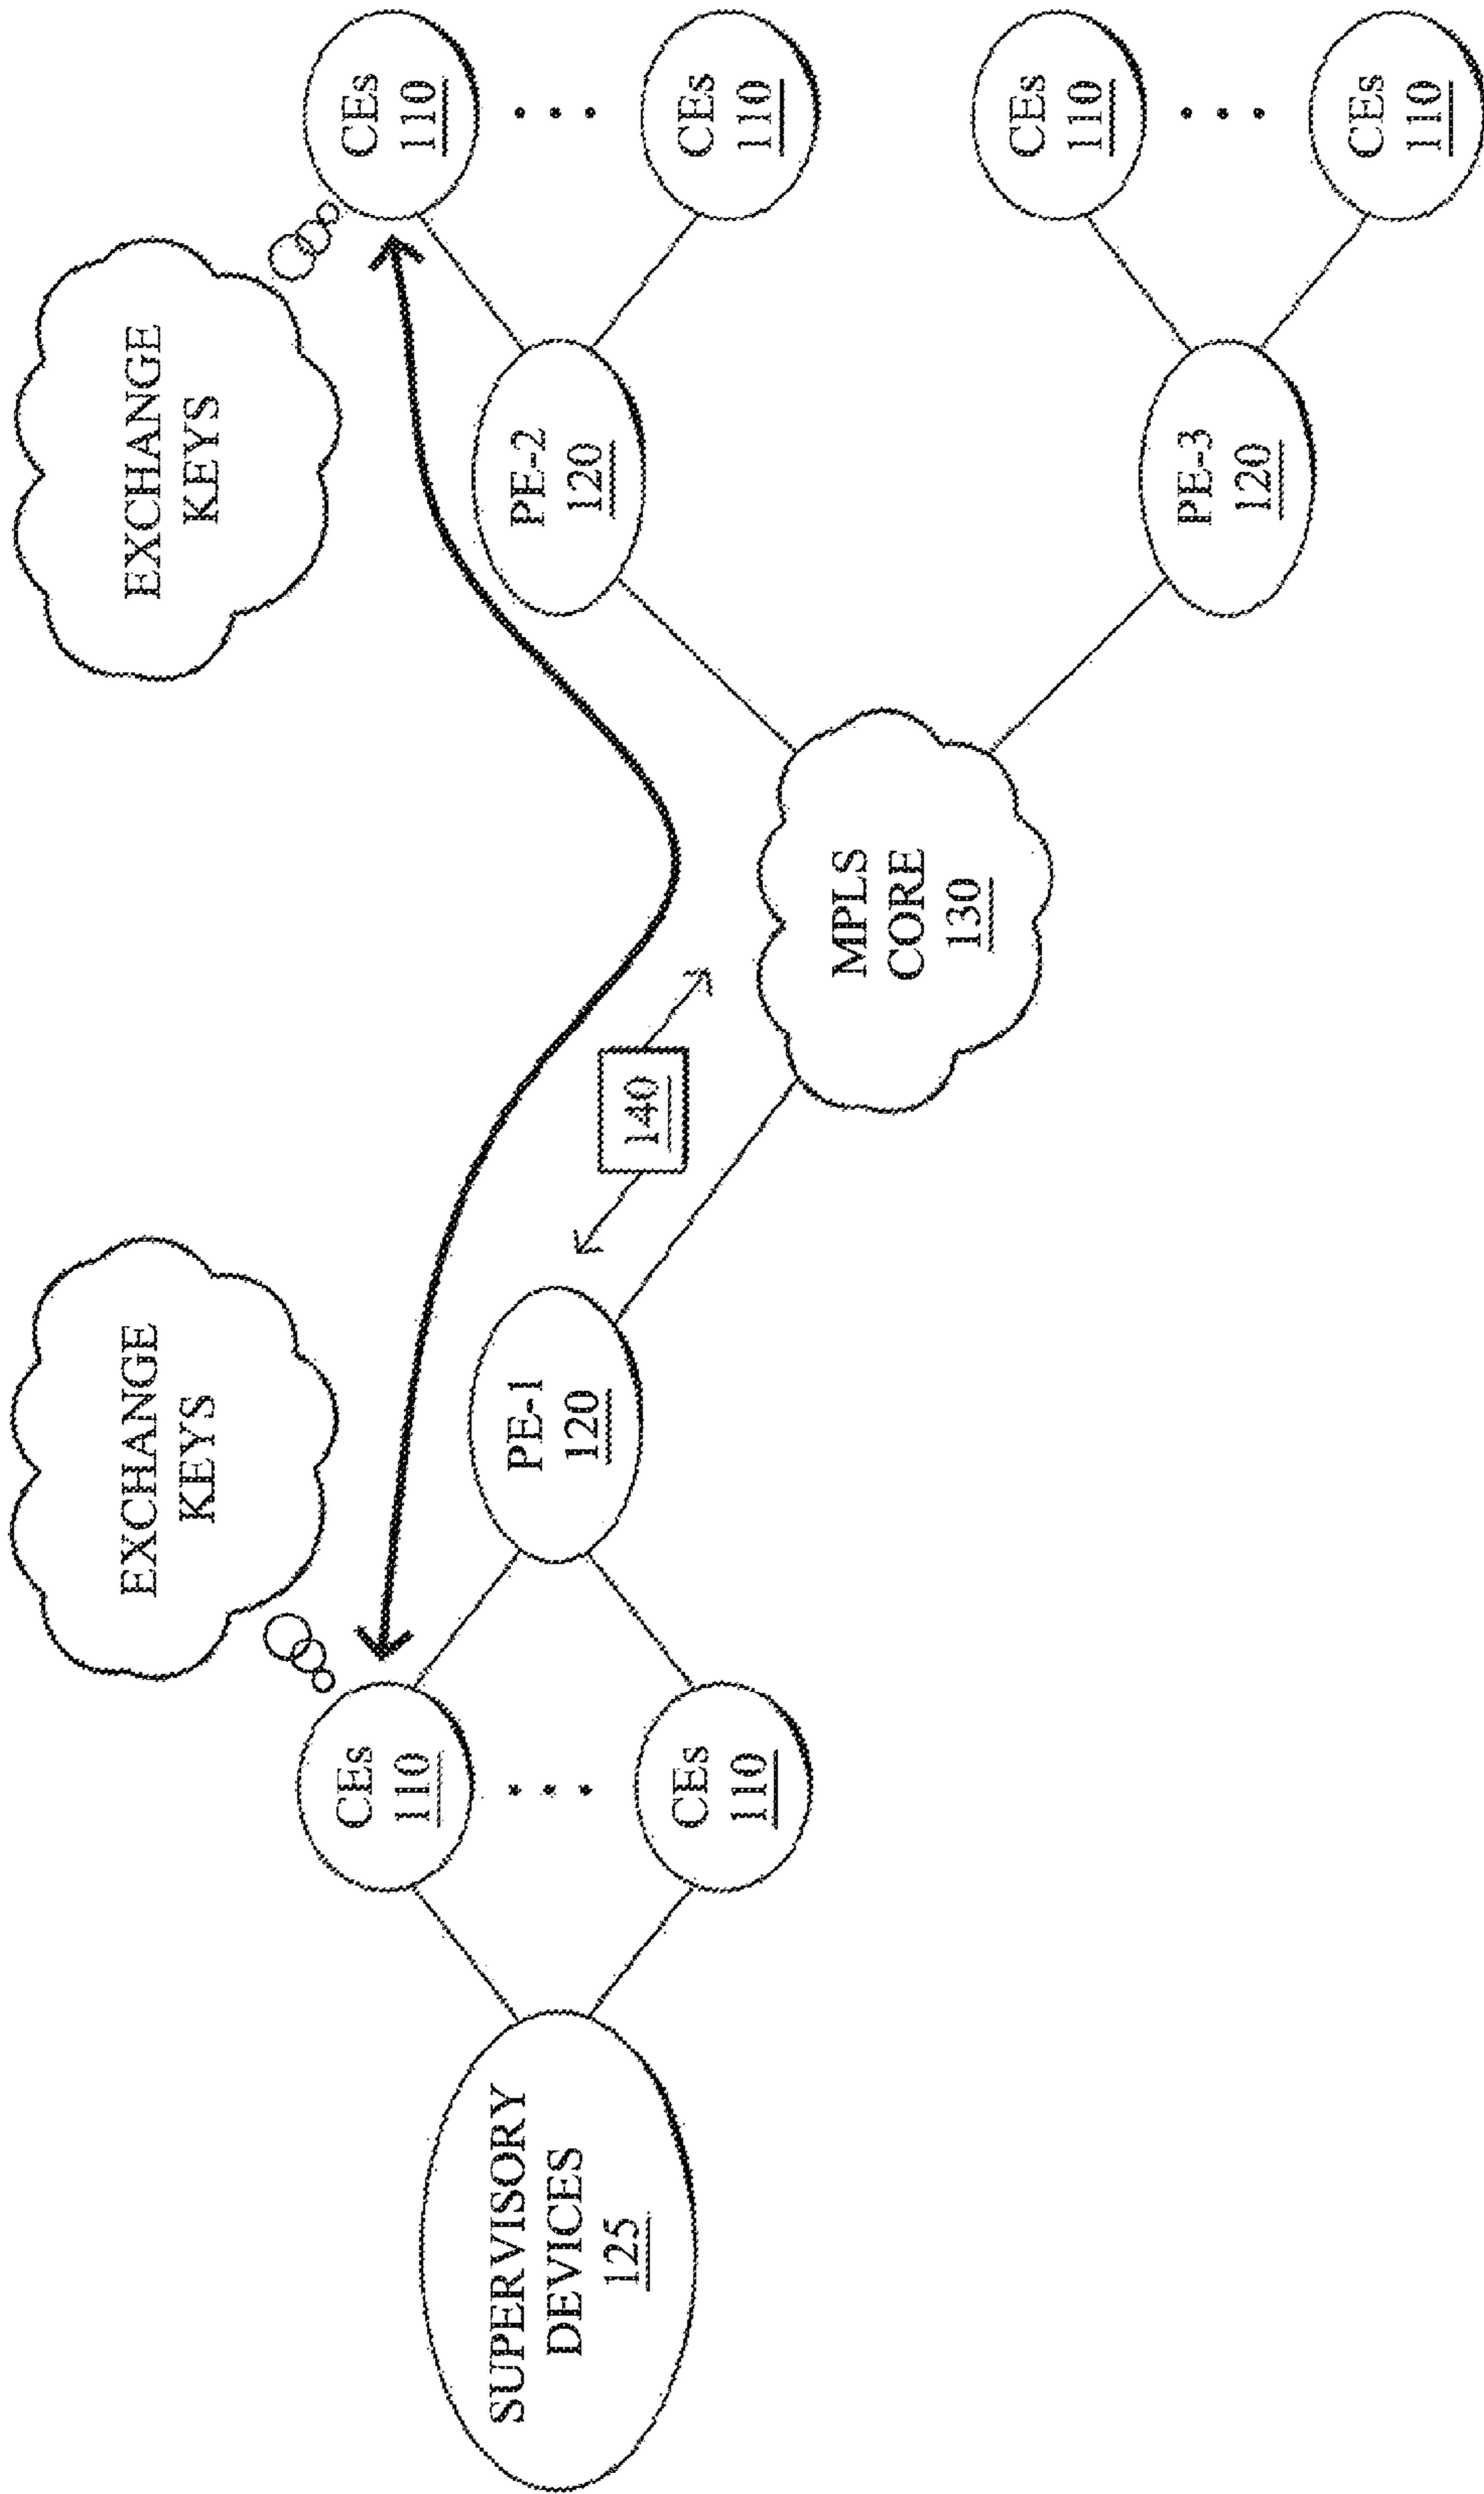 EXCHANGE
KEYS
EXCHANGE
KEYS
CEs
110
CEs
110
SUPERVISORY
DEVICES
125
CEs
110
CEs
110
PE-1
120
140
MPLS
CORE
130
PE-2
120
PE-3
120
CEs
110
CEs
110